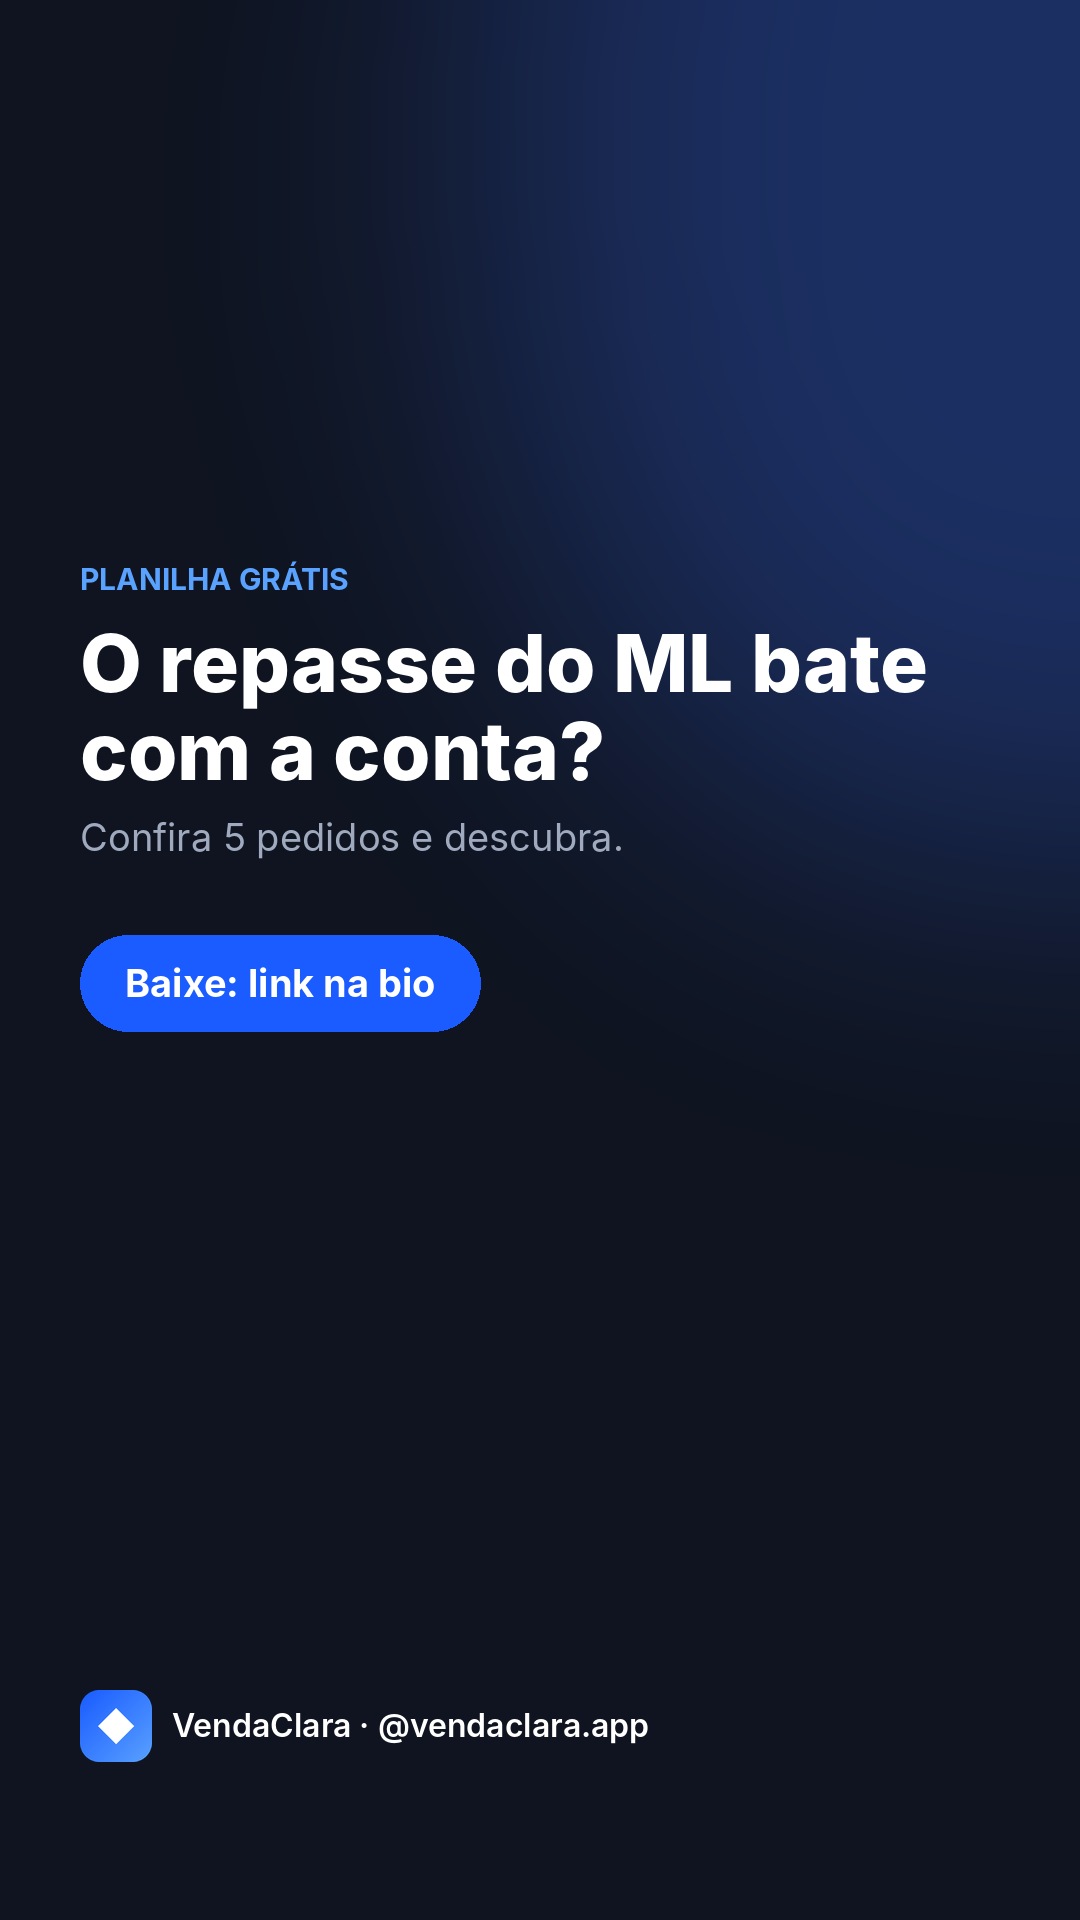 PLANILHA GRÁTIS
O repasse do ML bate
com a conta?
Confira 5 pedidos e descubra.
Baixe: link na bio
VendaClara · @vendaclara.app